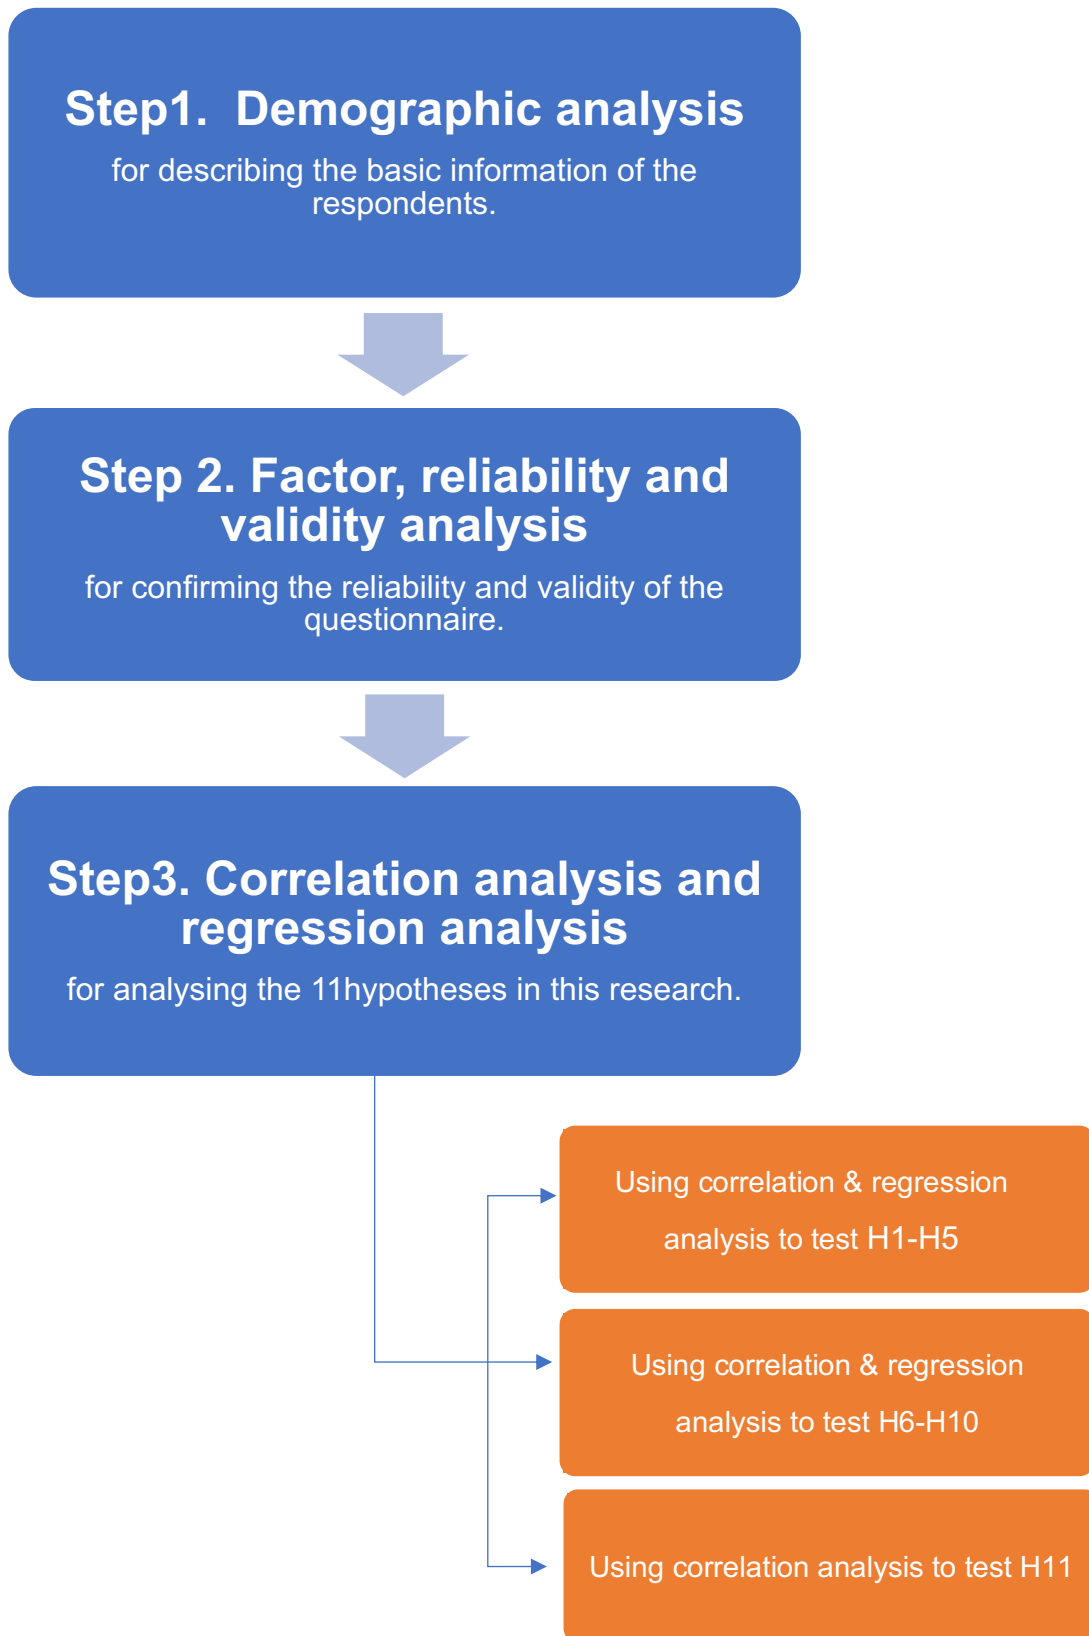 Step1.  Demographic analysis
for describing the basic information of the
respondents.
Step 2. Factor, reliability and
validity analysis
for confirming the reliability and validity of the
questionnaire.
Step3. Correlation analysis and
regression analysis
for analysing the 11hypotheses in this research.
Using correlation & regression
analysis to test H1-H5
Using correlation & regression
analysis to test H6-H10
Using correlation analysis to test H11